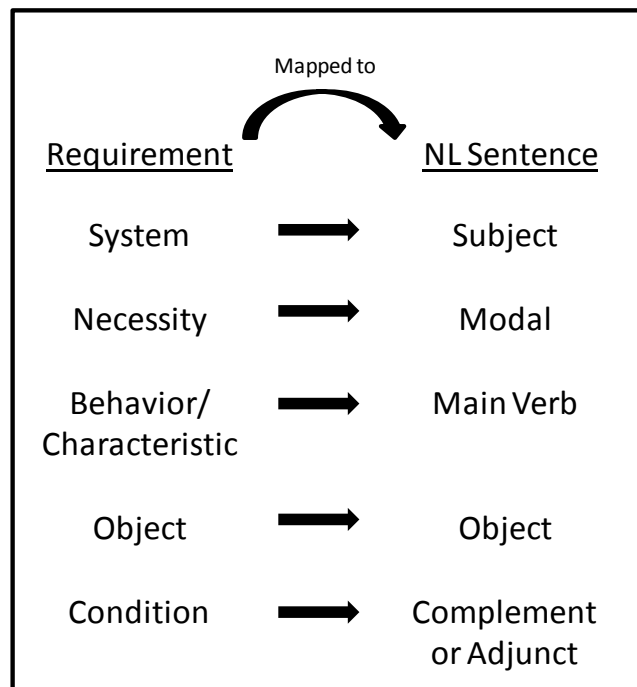 Mapped to
Requirement NL Sentence
System Subject
Necessity Modal
Behavior/ Main Verb
Characteristic
Object Object
Condition Complement
or Adjunct